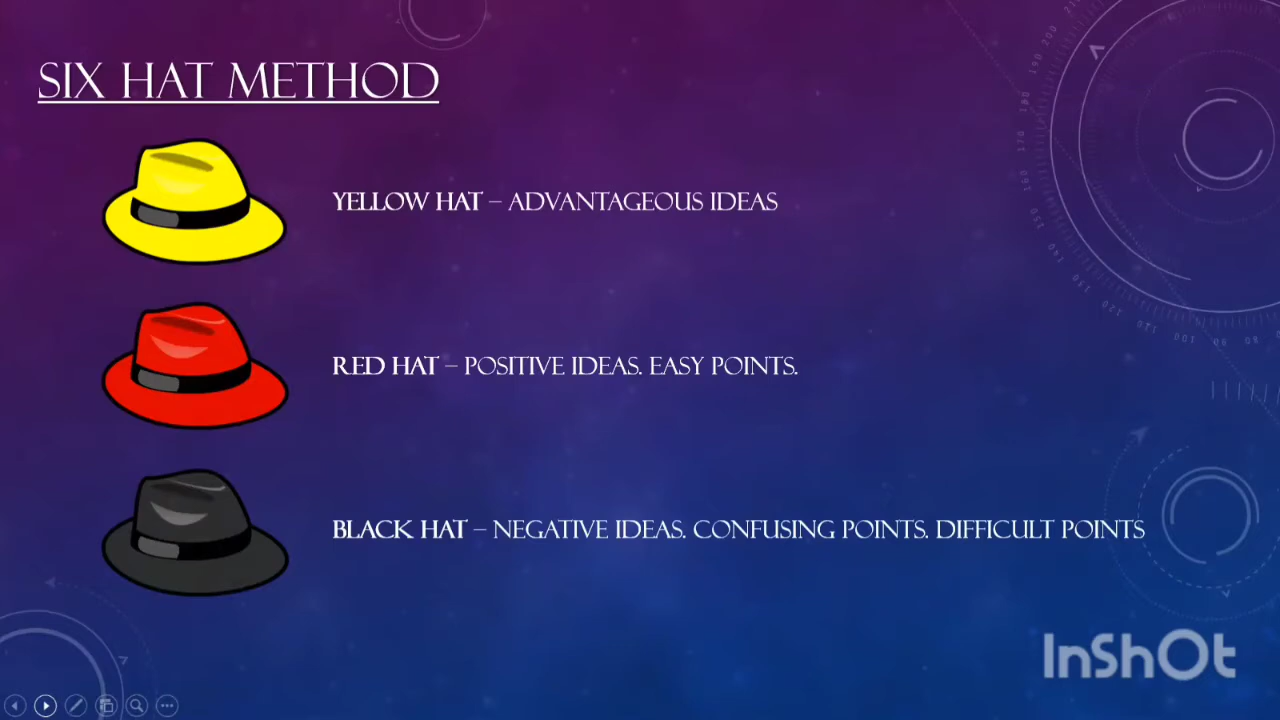 SIX HAT METHOD
YELLOW HAT – ADVANTAGEOUS IDEAS
RED HAT – POSITIVE IDEAS. EASY POINTS.
BLACK HAT – NEGATIVE IDEAS. CONFUSING POINTS. DIFFICULT POINTS
InShOt